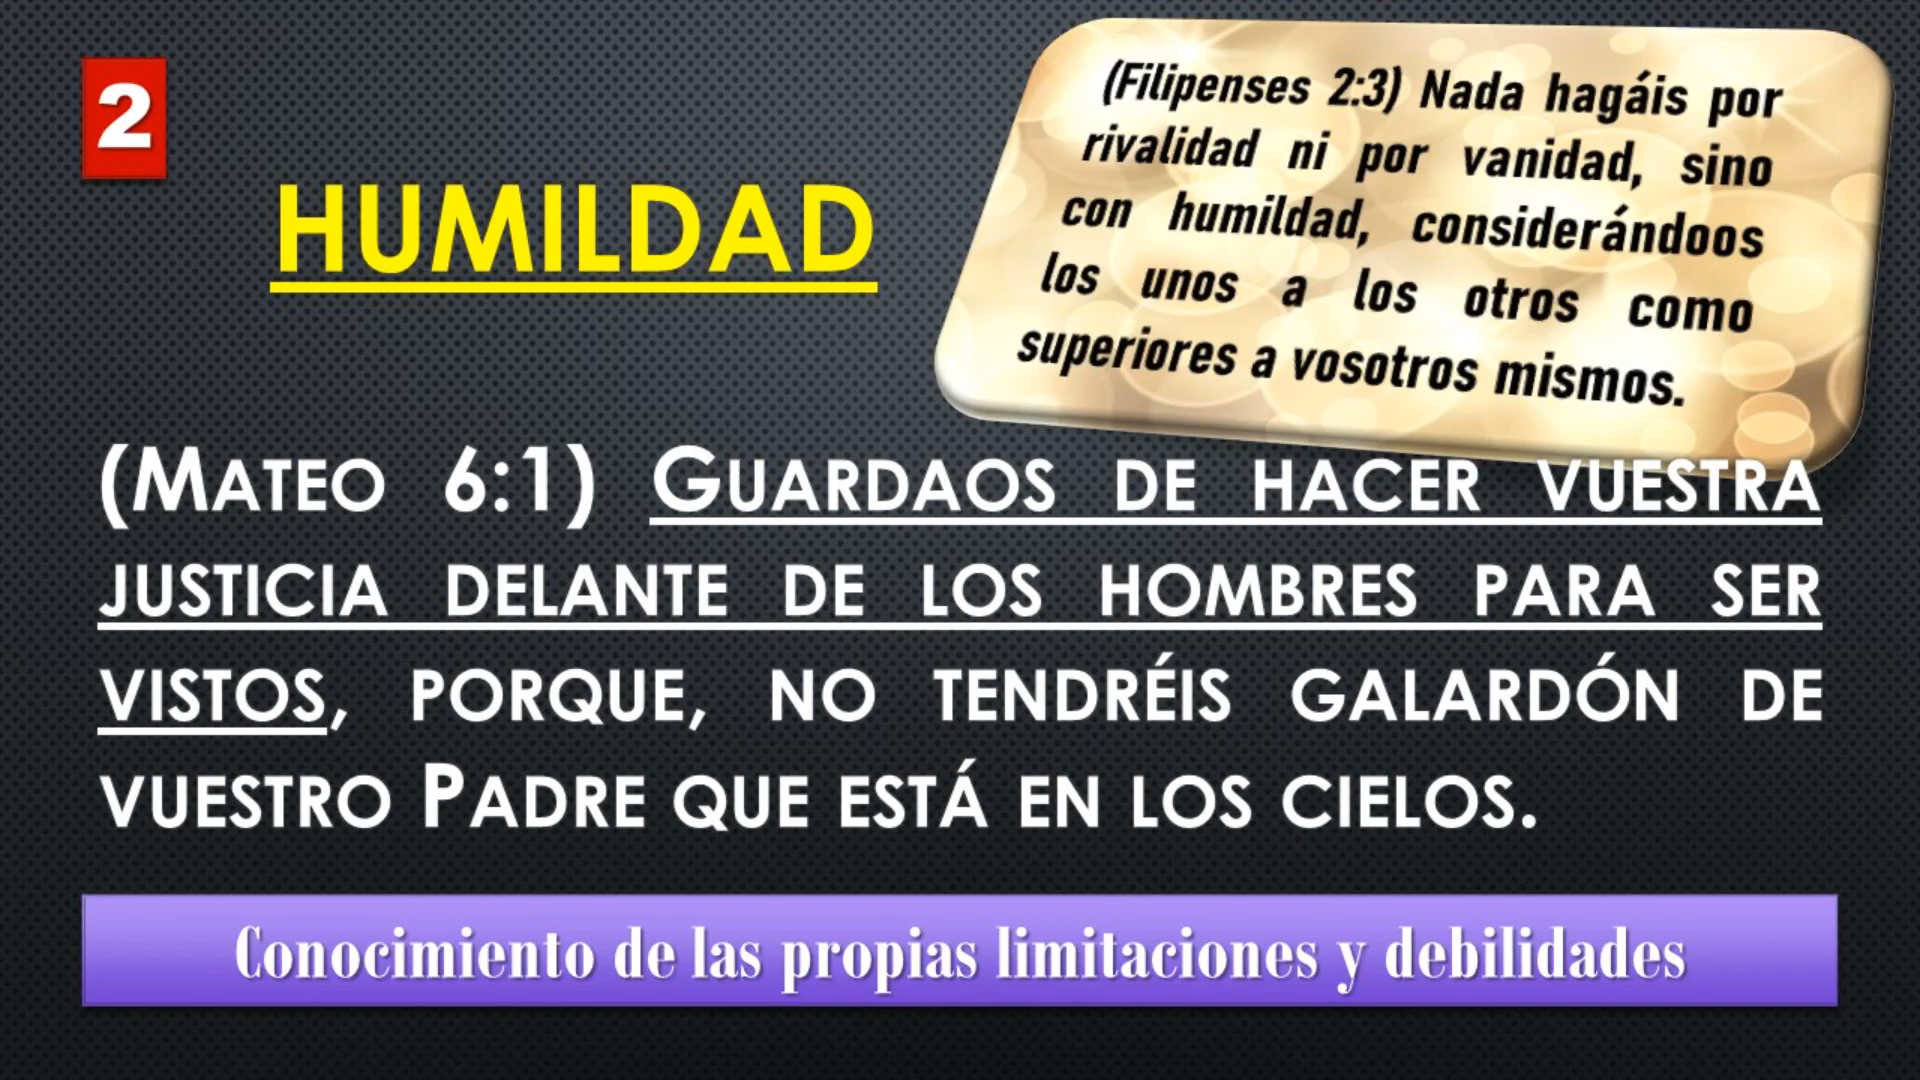 2
HUMILDAD
(Filipenses 2:3) Nada hagáis por
rivalidad ni por vanidad, sino
con humildad, considerándoos
los unos a los otros como
superiores a vosotros mismos.
(MATEO 6:1) GUARDAOS DE HACER VUESTRA
JUSTICIA DELANTE DE LOS HOMBRES PARA SER
VISTOS, PORQUE, NO TENDRÉIS GALARDÓN DE
VUESTRO PADRE QUE ESTÁ EN LOS CIELOS.
Conocimiento de las propias limitaciones y debilidades